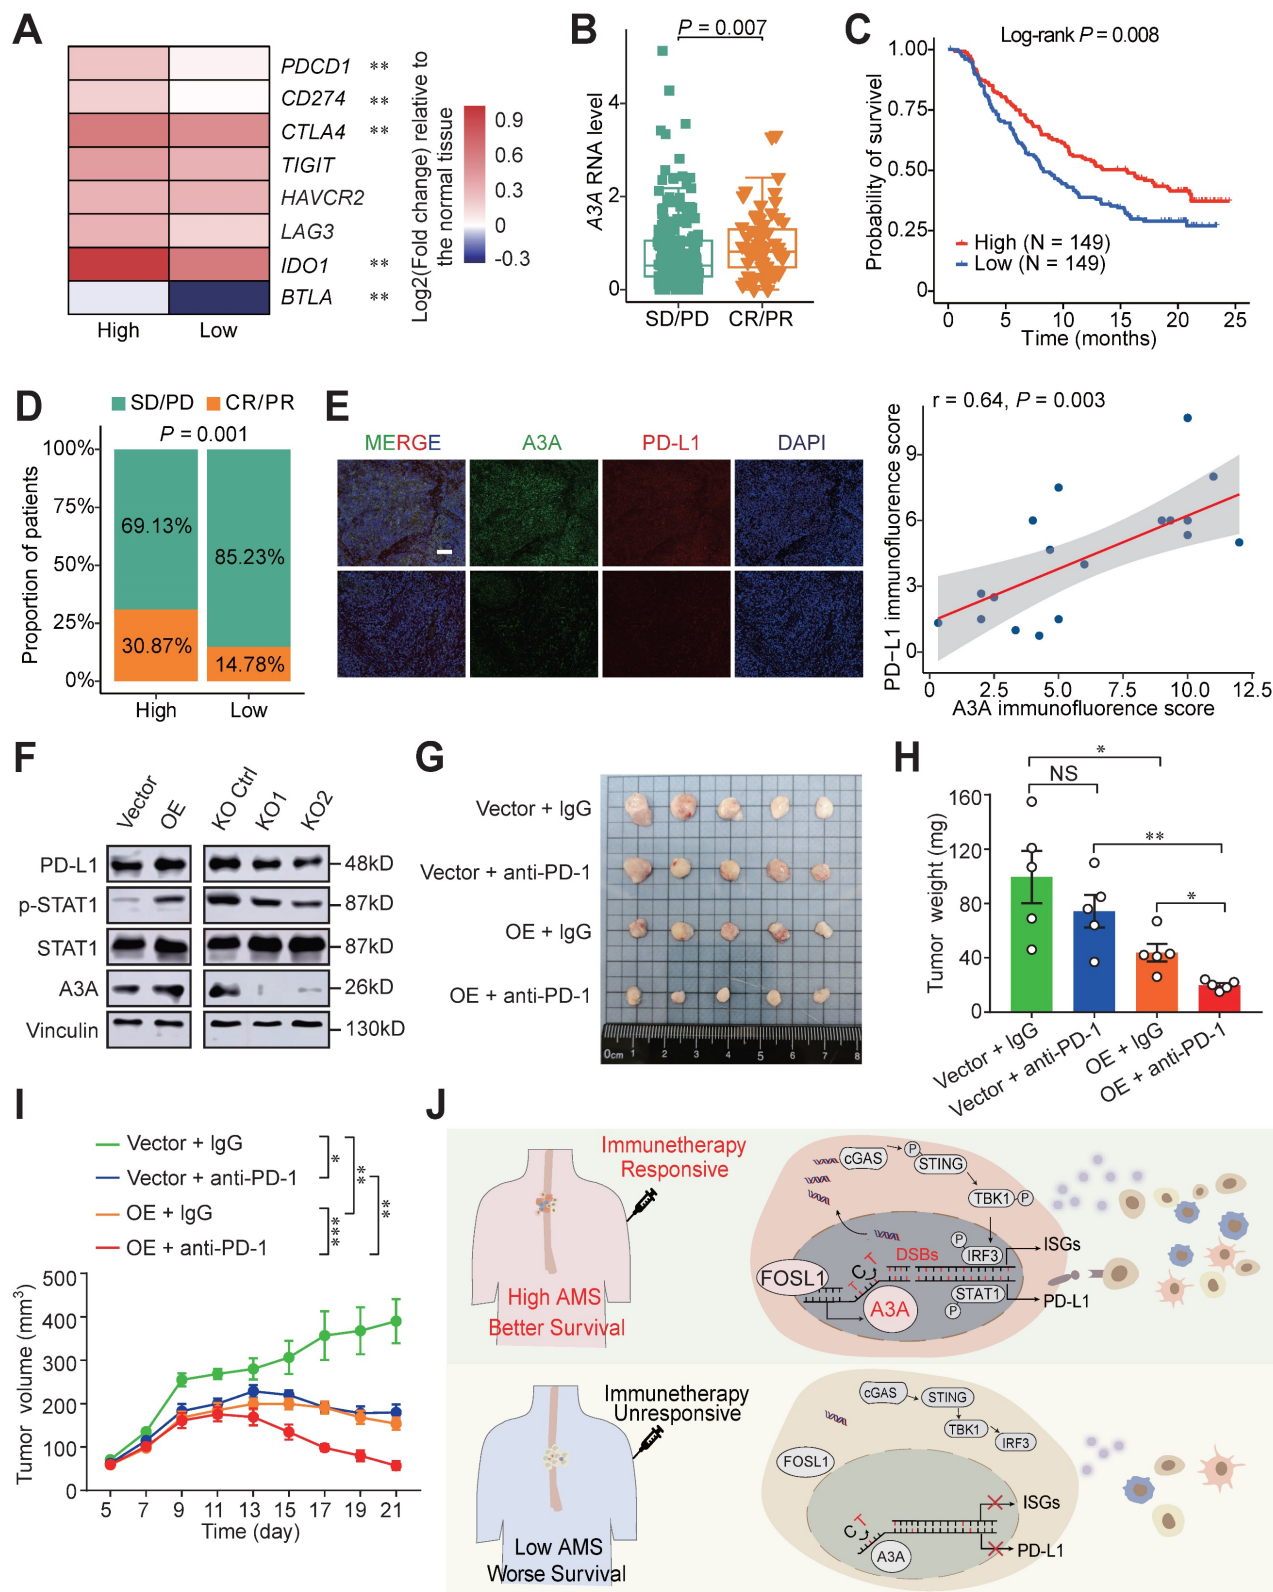 A
PDCD1 **
CD274 **
CTLA4 **
TIGIT
HAVCR2
LAG3
IDO1 **
BTLA **
High Low
Log2(Fold change) relative to
the normal tissue
0.9
0.6
0.3
0
-0.3
B
P = 0.007
A3A RNA level
4
2
0
SD/PD CR/PR
C
Log-rank P = 0.008
Probability of survivel
1.00
0.75
0.50
0.25
0
High (N = 149)
Low (N = 149)
0 5 10 15 20 25
Time (months)
D
SD/PD CR/PR
P = 0.001
Proportion of patients
100%
75%
50%
25%
0%
69.13%
85.23%
30.87%
14.78%
High Low
E
MERGE A3A PD-L1 DAPI
r = 0.64, P = 0.003
PD-L1 immunofluorence score
9
6
3
0
0 2.5 5.0 7.5 10.0 12.5
A3A immunofluorence score
F
Vector OE KO Ctrl KO1 KO2
PD-L1 48kD
p-STAT1 87kD
STAT1 87kD
A3A 26kD
Vinculin 130kD
G
Vector + IgG
Vector + anti-PD-1
OE + IgG
OE + anti-PD-1
0cm 1 2 3 4 5 6 7 8
H
*
NS
**
*
Tumor weight (mg)
160
120
80
40
0
Vector + IgG
Vector + anti-PD-1
OE + IgG
OE + anti-PD-1
I
Vector + IgG
Vector + anti-PD-1
OE + IgG
OE + anti-PD-1
*
**
***
**
Tumor volume (mm3)
500
400
300
200
100
0
5 7 9 11 13 15 17 19 21
Time (day)
J
Immunetherapy
Responsive
High AMS
Better Survival
cGAS
P
STING
TBK1
P
P
IRF3
ISGs
DSBs
C
T
T
FOSL1
A3A
STAT1
P
PD-L1
Immunetherapy
Unresponsive
Low AMS
Worse Survival
cGAS
STING
TBK1
IRF3
FOSL1
C
T
A3A
ISGs
PD-L1